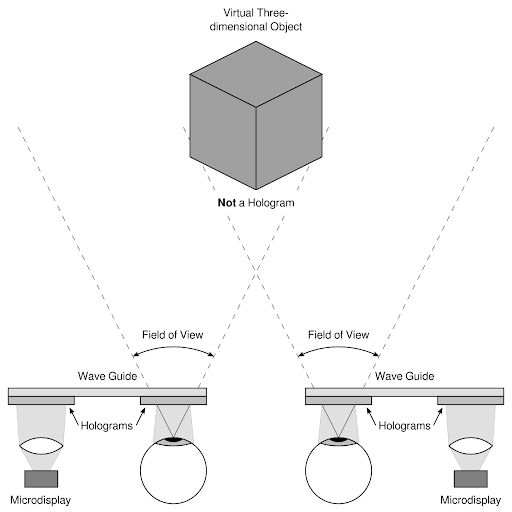 Virtual Three-
dimensional Object
Not a Hologram
Field of View
Field of View
Wave Guide
Wave Guide
Holograms
Holograms
Microdisplay
Microdisplay